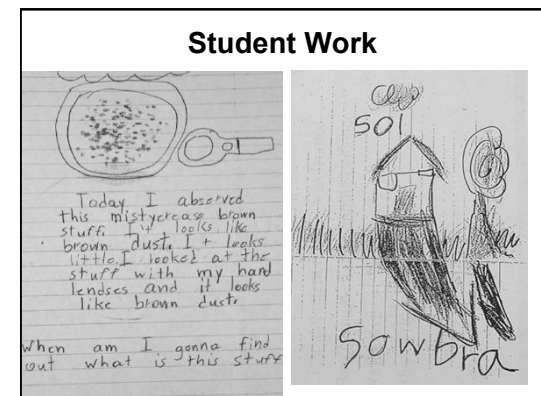 Student Work
Today I absorved
this mistycrease brown
stuff. It looks like
brown dust. It looks
little. I looked at the
stuff with my hand
lendses and it looks
like brown dust.
When am I gonna find
out what is this stuff
SOl
Sowbra